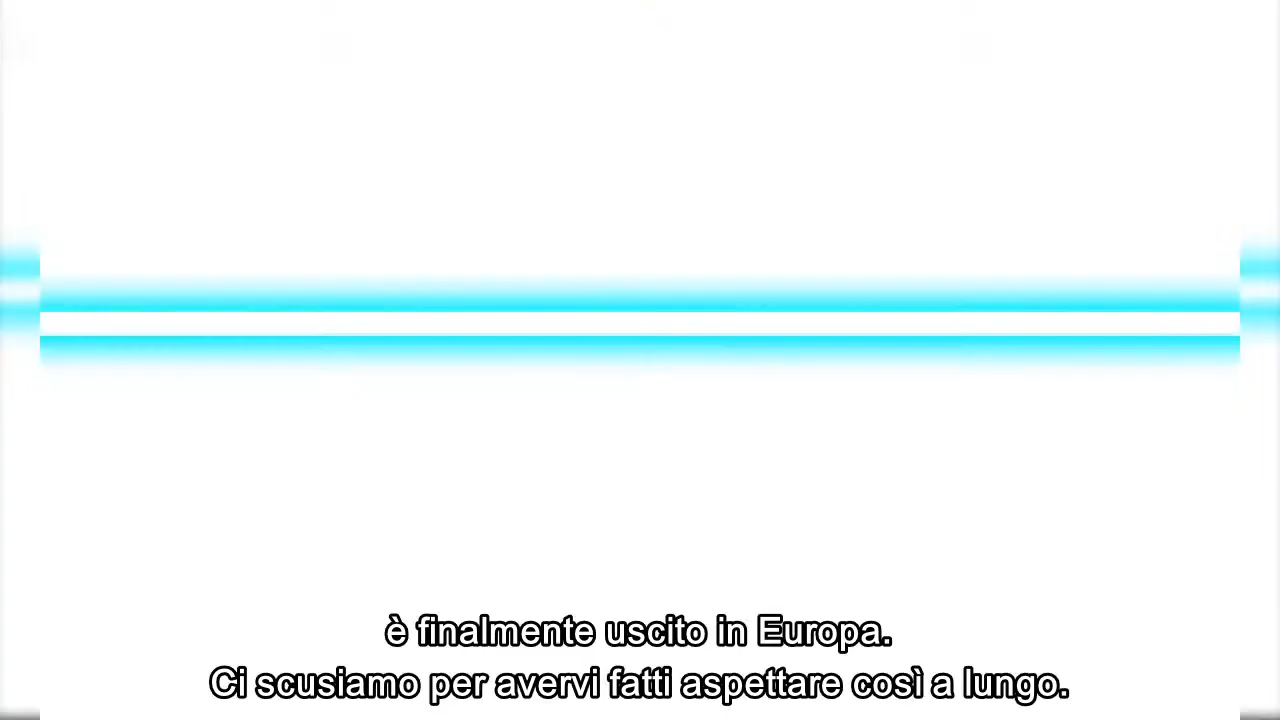 è finalmente uscito in Europa.
Ci scusiamo per avervi fatti aspettare così a lungo.